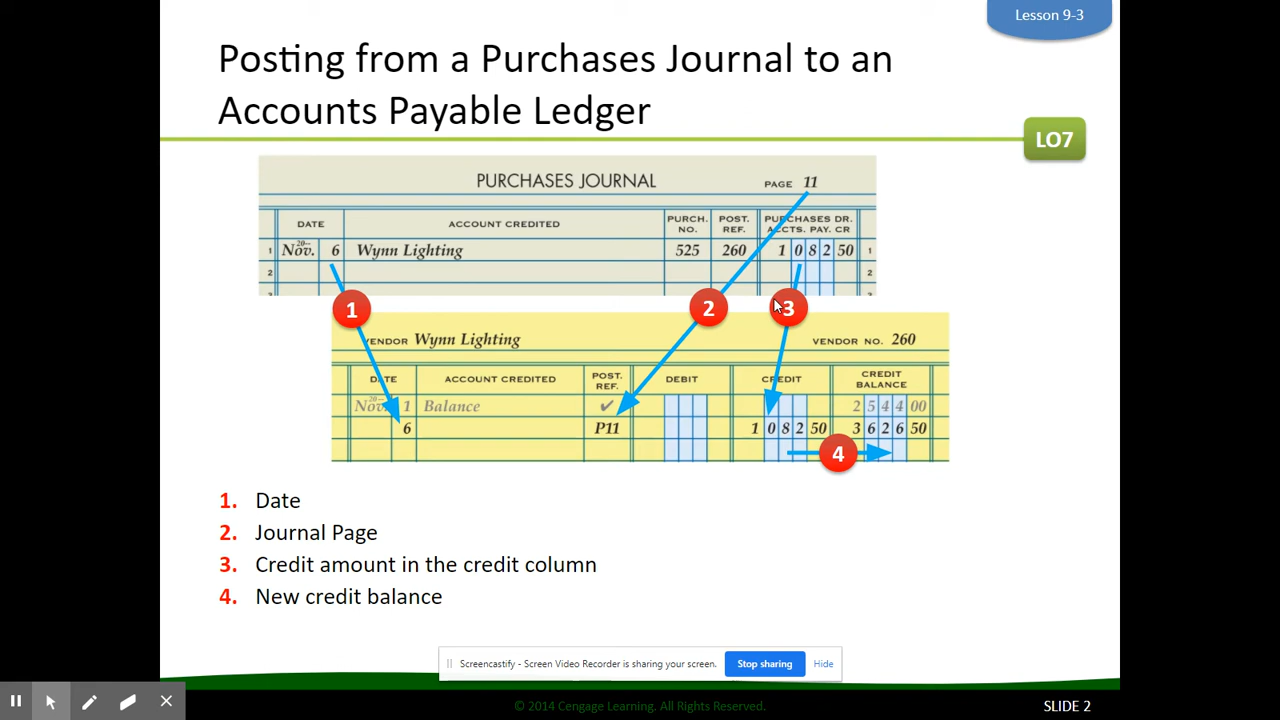 Lesson 9-3
Posting from a Purchases Journal to an
Accounts Payable Ledger
LO7
PURCHASES JOURNAL PAGE 11
DATE ACCOUNT CREDITED PURCH. NO. POST. REF. PURCHASES DR. ACCTS. PAY. CR
1 20-- Nov. 6 Wynn Lighting 525 260 1 0 8 2 50 1
2 2
1
2
3
VENDOR Wynn Lighting VENDOR NO. 260
DATE ACCOUNT CREDITED POST. REF. DEBIT CREDIT CREDIT BALANCE
20-- Nov. 1 Balance ✓ 2 5 4 4 00
6 P11 1 0 8 2 50 3 6 2 6 50
4
1. Date
2. Journal Page
3. Credit amount in the credit column
4. New credit balance
Screencastify - Screen Video Recorder is sharing your screen. Stop sharing Hide
© 2014 Cengage Learning. All Rights Reserved. SLIDE 2